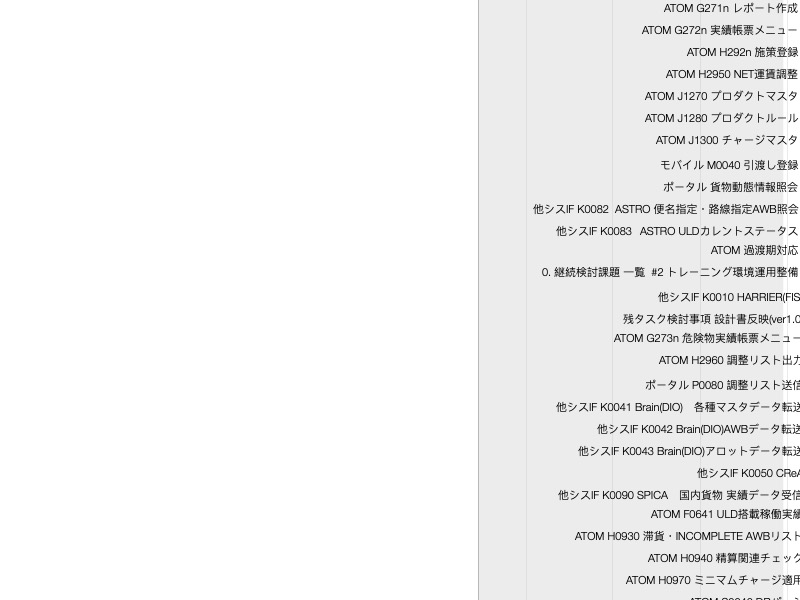 ATOM G271n レポート作成
ATOM G272n 実績帳票メニュー
ATOM H292n 施策登録
ATOM H2950 NET運賃調整
ATOM J1270 プロダクトマスタ
ATOM J1280 プロダクトルール
ATOM J1300 チャージマスタ
モバイル M0040 引渡し登録
ポータル 貨物動態情報照会
他シスIF K0082 ASTRO 便名指定・路線指定AWB照会
他シスIF K0083 ASTRO ULDカレントステータス
ATOM 過渡期対応
0. 継続検討課題 一覧 #2 トレーニング環境運用整備
他シスIF K0010 HARRIER(FIS
残タスク検討事項 設計書反映(ver1.0
ATOM G273n 危険物実績帳票メニュー
ATOM H2960 調整リスト出力
ポータル P0080 調整リスト送信
他シスIF K0041 Brain(DIO) 各種マスタデータ転送
他シスIF K0042 Brain(DIO)AWBデータ転送
他シスIF K0043 Brain(DIO)アロットデータ転送
他シスIF K0050 CReA
他シスIF K0090 SPICA 国内貨物 実績データ受信
ATOM F0641 ULD搭載稼働実績
ATOM H0930 滞貨・INCOMPLETE AWBリスト
ATOM H0940 精算関連チェック
ATOM H0970 ミニマムチャージ適用